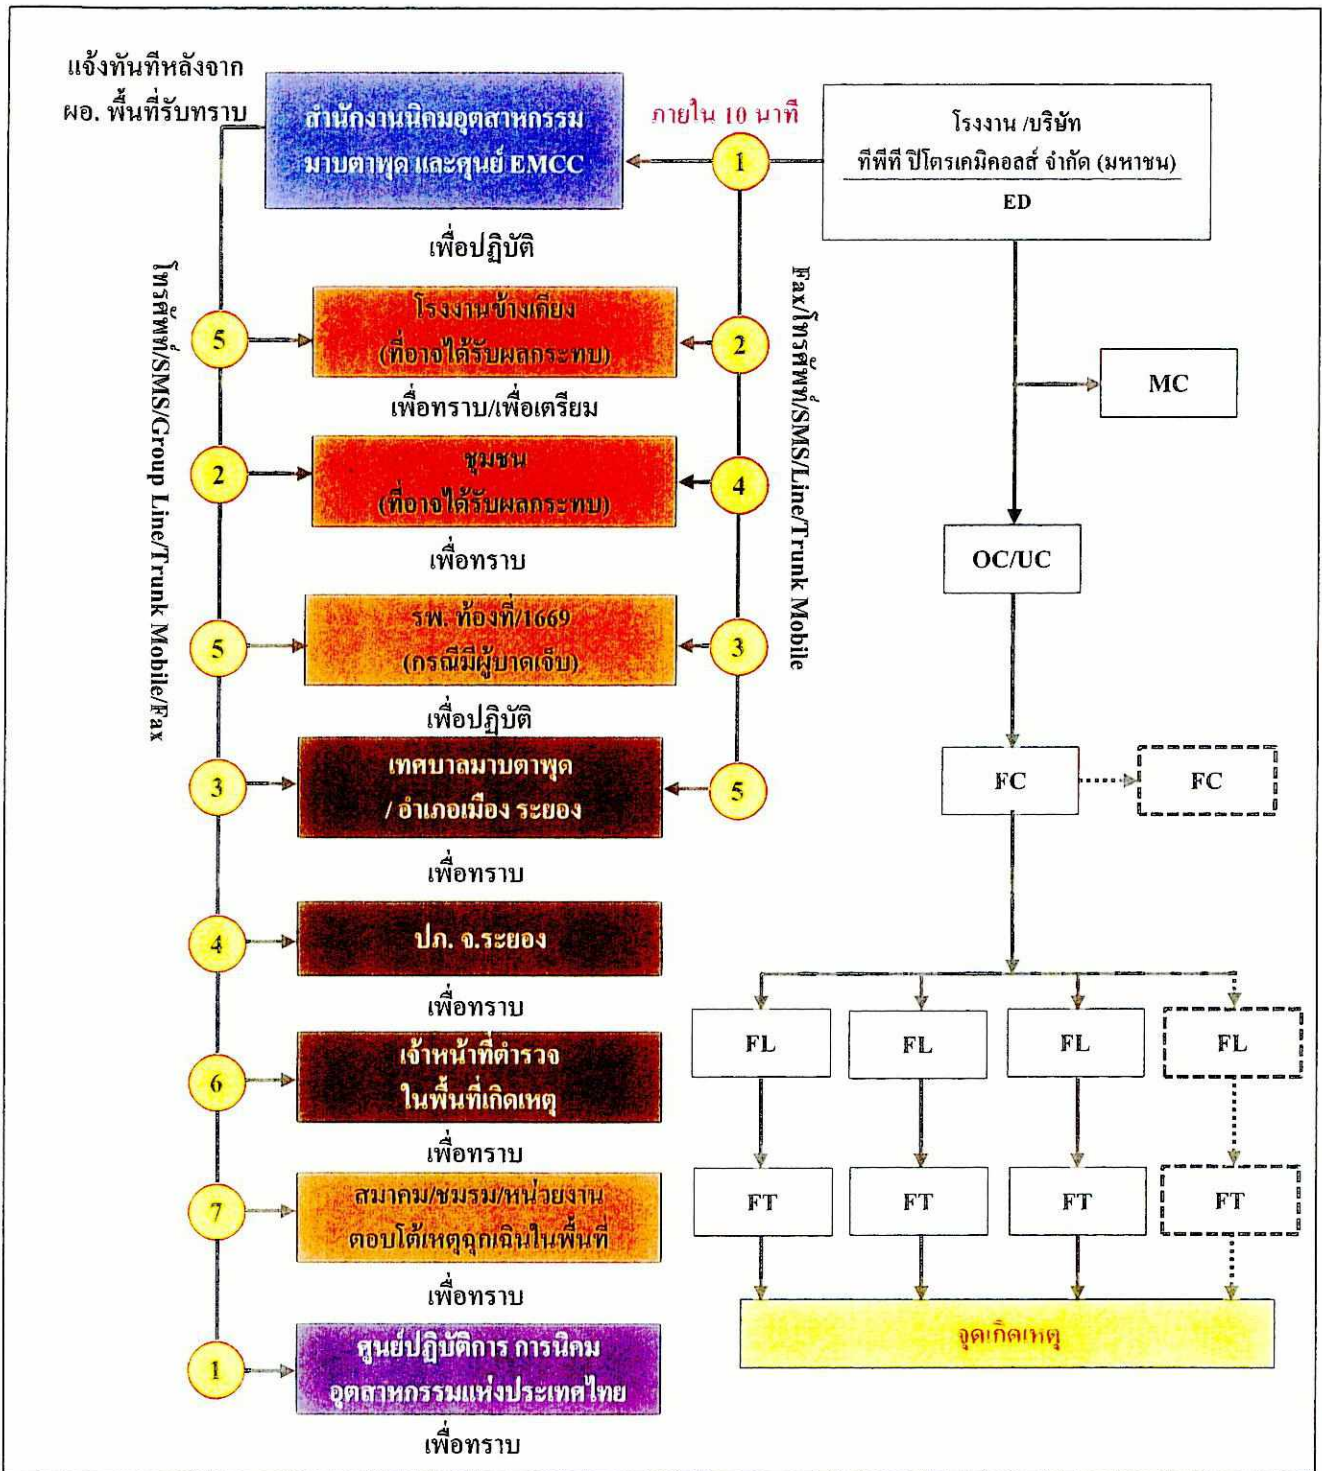 แจ้งทันทีหลังจาก
ผอ. พื้นที่รับทราบ
สำนักงานนิคมอุตสาหกรรม
มาบตาพุด และศูนย์ EMCC
ภายใน 10 นาที
1
โรงงาน /บริษัท
ทีพีที ปิโตรเคมิคอลส์ จำกัด (มหาชน)
ED
เพื่อปฏิบัติ
โทรศัพท์/SMS/Group Line/Trunk Mobile/Fax
Fax/โทรศัพท์/SMS/Line/Trunk Mobile
5
โรงงานข้างเคียง
(ที่อาจได้รับผลกระทบ)
2
เพื่อทราบ/เพื่อเตรียม
MC
2
ชุมชน
(ที่อาจได้รับผลกระทบ)
4
เพื่อทราบ
OC/UC
5
รพ. ท้องที่/1669
(กรณีมีผู้บาดเจ็บ)
3
เพื่อปฏิบัติ
3
เทศบาลมาบตาพุด
/ อำเภอเมือง ระยอง
5
FC
FC
เพื่อทราบ
4
ปภ. จ.ระยอง
เพื่อทราบ
6
เจ้าหน้าที่ตำรวจ
ในพื้นที่เกิดเหตุ
FL
FL
FL
FL
เพื่อทราบ
7
สมาคม/ชมรม/หน่วยงาน
ตอบโต้เหตุฉุกเฉินในพื้นที่
FT
FT
FT
FT
เพื่อทราบ
จุดเกิดเหตุ
1
ศูนย์ปฏิบัติการ การนิคม
อุตสาหกรรมแห่งประเทศไทย
เพื่อทราบ